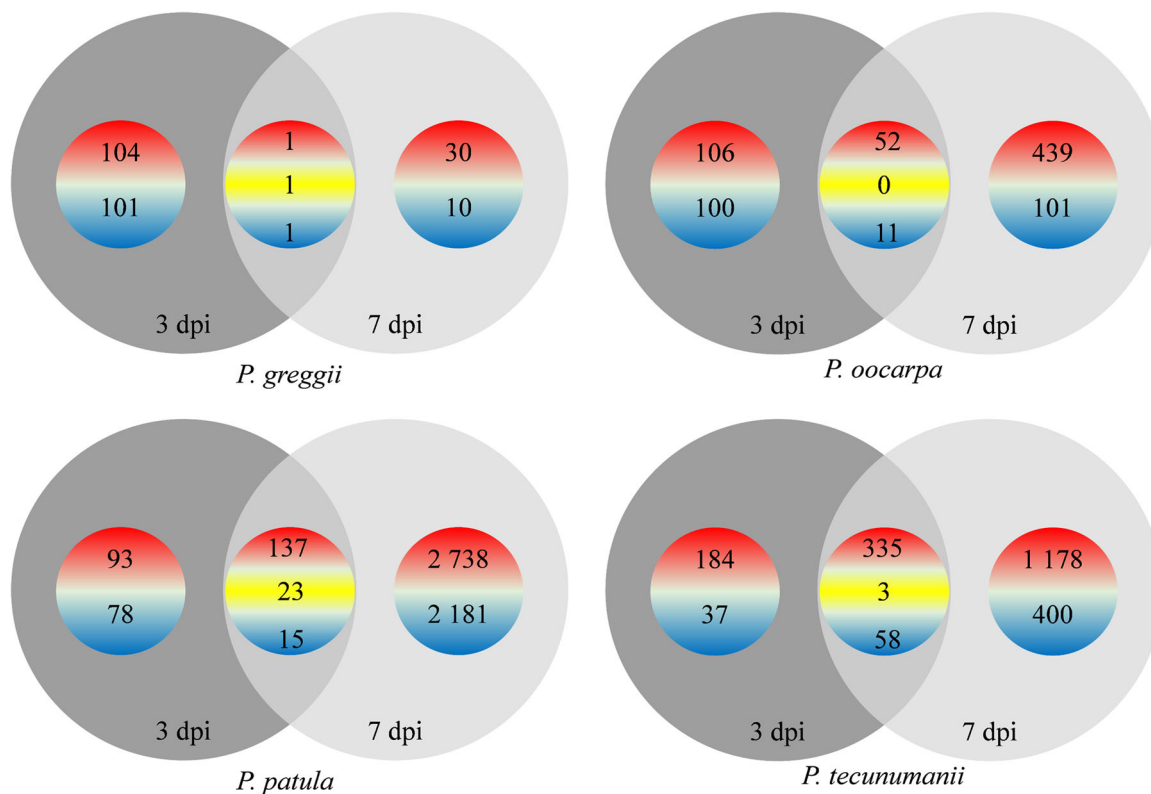 104
101
1
1
1
30
10
3 dpi
7 dpi
P. greggii
106
100
52
0
11
439
101
3 dpi
7 dpi
P. oocarpa
93
78
137
23
15
2 738
2 181
3 dpi
7 dpi
P. patula
184
37
335
3
58
1 178
400
3 dpi
7 dpi
P. tecunumanii